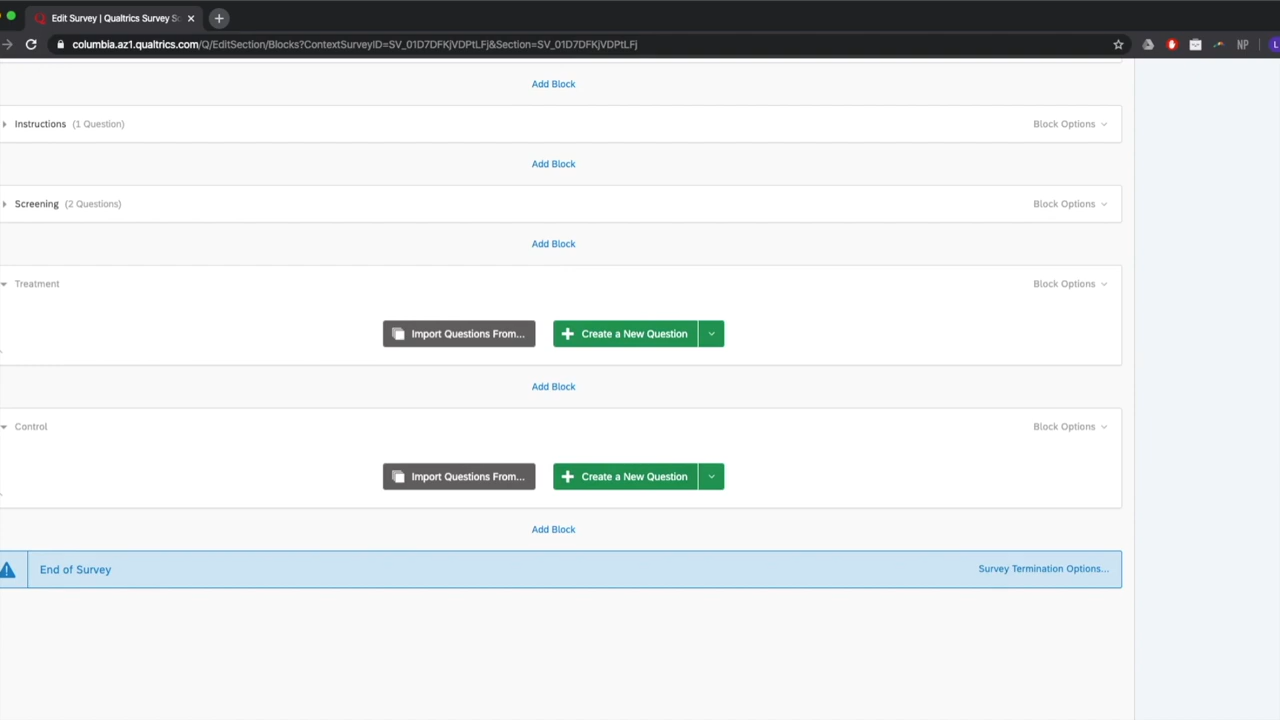 Edit Survey | Qualtrics Survey So
columbia.az1.qualtrics.com/Q/EditSection/Blocks?ContextSurveyID=SV_01D7DFKjVDPtLFj&Section=SV_01D7DFKjVDPtLFj
NP
L
Add Block
Instructions (1 Question)
Block Options
Add Block
Screening (2 Questions)
Block Options
Add Block
Treatment
Block Options
Import Questions From...
Create a New Question
Add Block
Control
Block Options
Import Questions From...
Create a New Question
Add Block
End of Survey
Survey Termination Options...